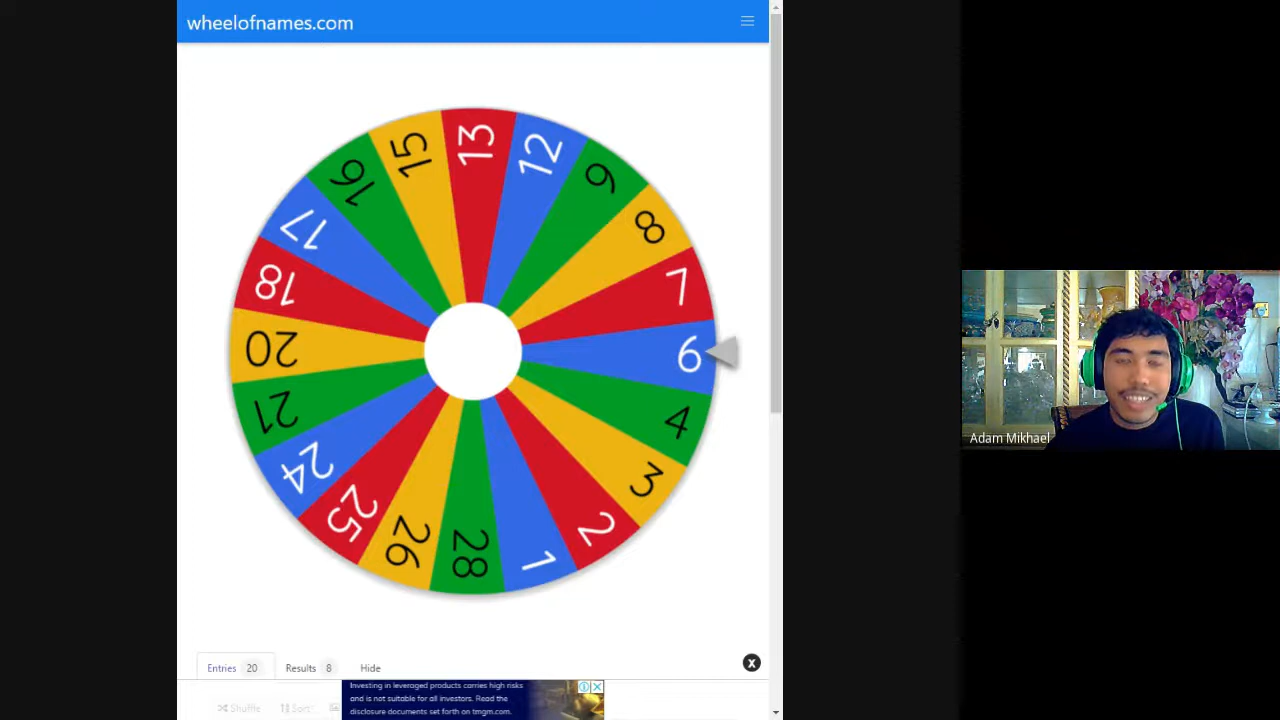 wheelofnames.com
13
12
9
8
7
6
4
3
2
1
28
26
25
24
21
20
18
17
16
15
Adam Mikhael
Entries 20
Results 8
Hide
X
Investing in leveraged products carries high risks
and is not suitable for all investors. Read the
disclosure documents set forth on tmgm.com.
Shuffle
Sort